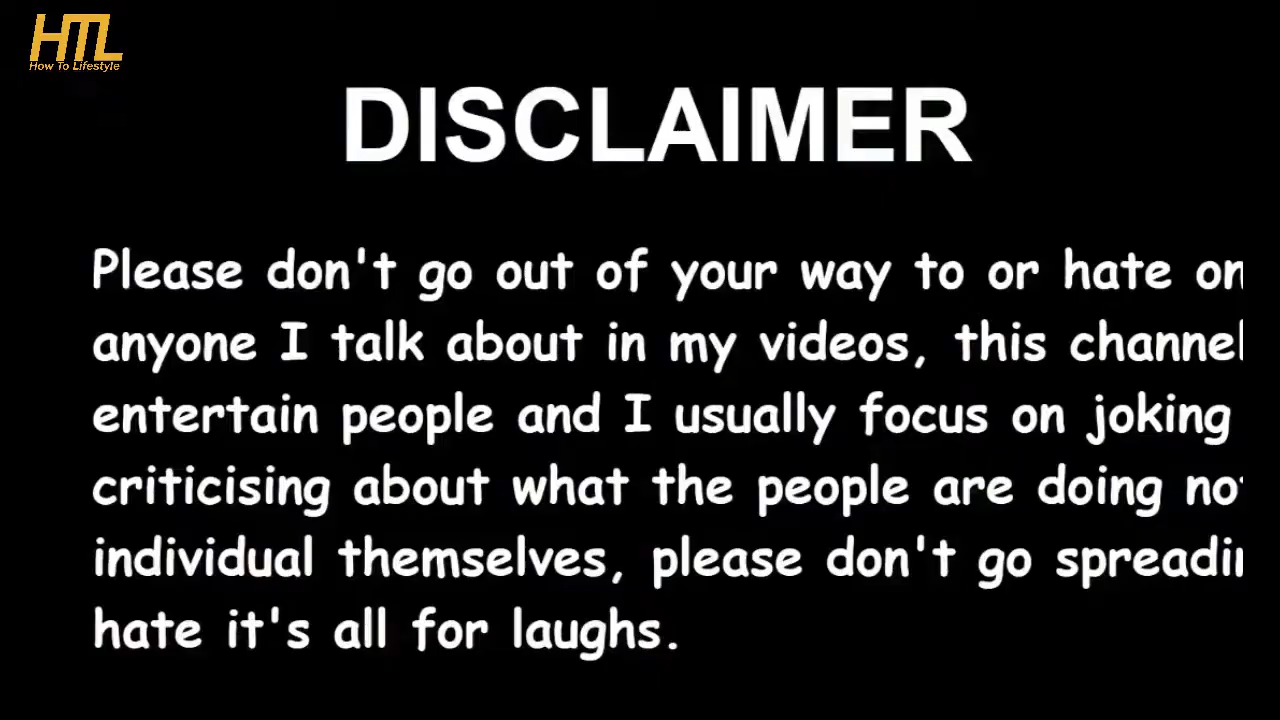 HTL
How To Lifestyle
DISCLAIMER
Please don't go out of your way to or hate on
anyone I talk about in my videos, this channel
entertain people and I usually focus on joking
criticising about what the people are doing
individual themselves, please don't go
hate it's all for laughs.